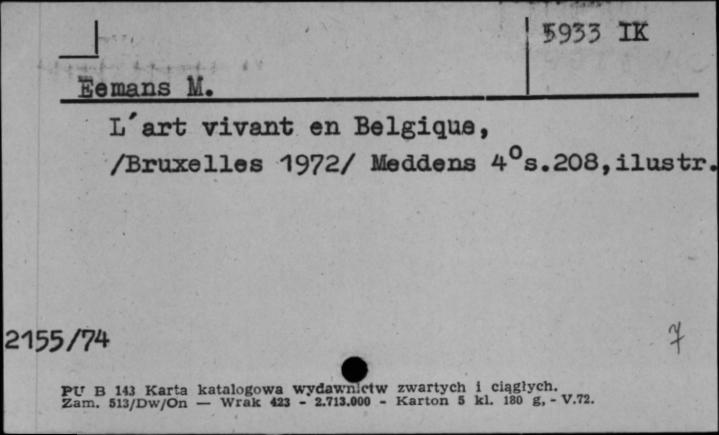 5933 IK
Eemans M.
L´art vivant en Belgique,
/Bruxelles 1972/ Meddens 4°s.208,ilustr.
2155/74
7
PU B 143 Karta katalogowa wydawnictw zwartych i ciągłych.
Zam. 513/Dw/On — Wrak 423 - 2.713.000 - Karton 5 kl. 180 g, - V.72.